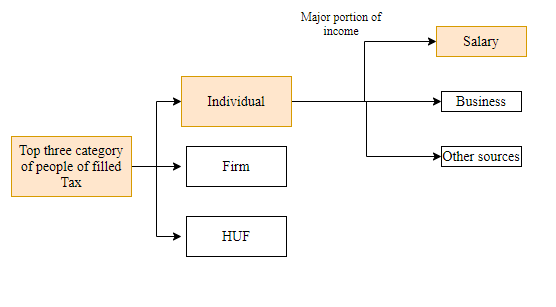 Major portion of
income
Salary
Individual
Business
Top three category
of people of filled
Tax
Firm
Other sources
HUF